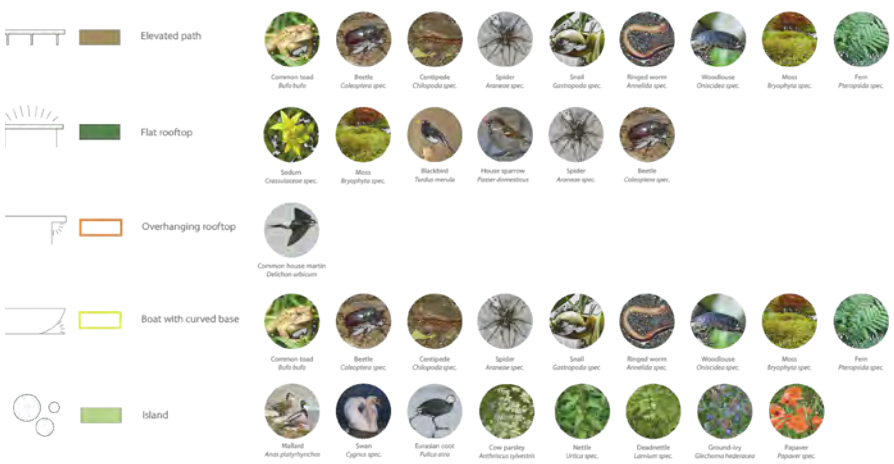 Elevated path
Common toad Beetle Centipede Spider Snail Ringed worm Woodlouse Moss Fern
Bufo bufo Coleoptera spec. Chilopoda spec. Araneae spec. Gastropoda spec. Annelida spec. Oniscidea spec. Bryophyta spec. Pteropsida spec.
Flat rooftop
Sedum Moss Blackbird House sparrow Spider Beetle
Crassulaceae spec. Bryophyta spec. Turdus merula Passer domesticus Araneae spec. Coleoptera spec.
Overhanging rooftop
Common house martin
Delichon urbicum
Boat with curved base
Common toad Beetle Centipede Spider Snail Ringed worm Woodlouse Moss Fern
Bufo bufo Coleoptera spec. Chilopoda spec. Araneae spec. Gastropoda spec. Annelida spec. Oniscidea spec. Bryophyta spec. Pteropsida spec.
Island
Mallard Swan Eurasian coot Cow parsley Nettle Deadnettle Ground-ivy Papaver
Anas platyrhynchos Cygnus spec. Fulica atra Anthriscus sylvestris Urtica spec. Lamium spec. Glechoma hederacea Papaver spec.